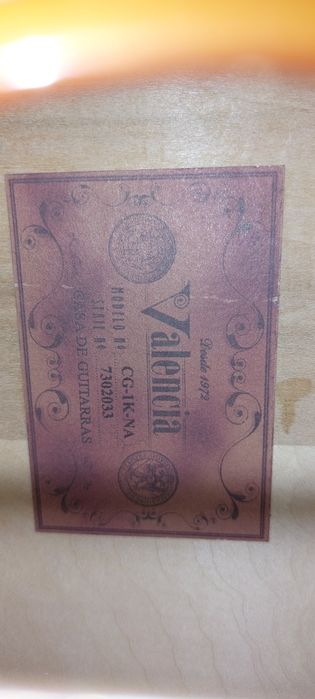 Desde 1972
Valencia
MODELO Nº CG-1K-NA
SERIE Nº 7302033
CASA DE GUITARRAS